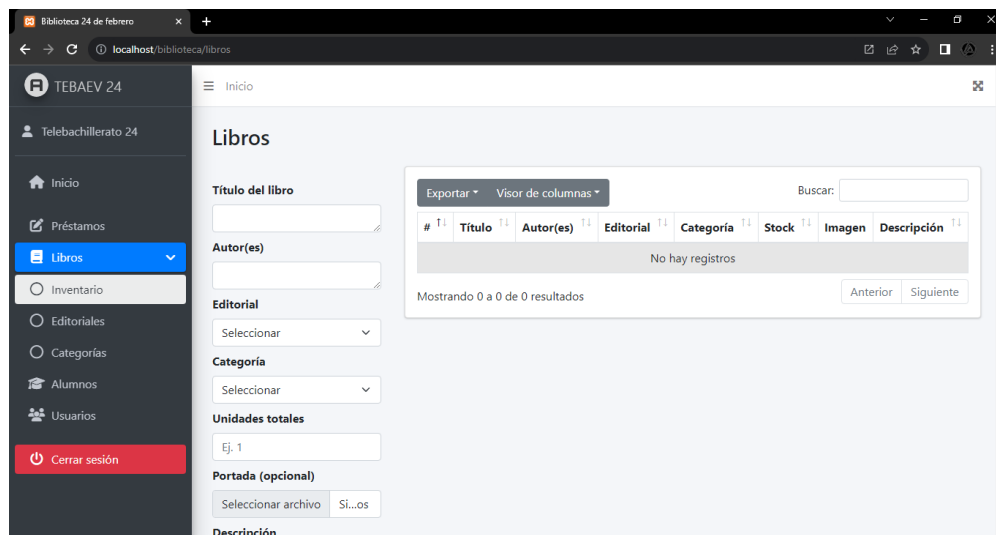 Biblioteca 24 de febrero
localhost/biblioteca/libros
TEBAEV 24
Inicio
Telebachillerato 24
Libros
Inicio
Préstamos
Libros
Inventario
Editoriales
Categorías
Alumnos
Usuarios
Cerrar sesión
Título del libro
Autor(es)
Editorial
Seleccionar
Categoría
Seleccionar
Unidades totales
Ej. 1
Portada (opcional)
Seleccionar archivo Si...os
Descripción
Exportar Visor de columnas Buscar:
# Título Autor(es) Editorial Categoría Stock Imagen Descripción
No hay registros
Mostrando 0 a 0 de 0 resultados Anterior Siguiente